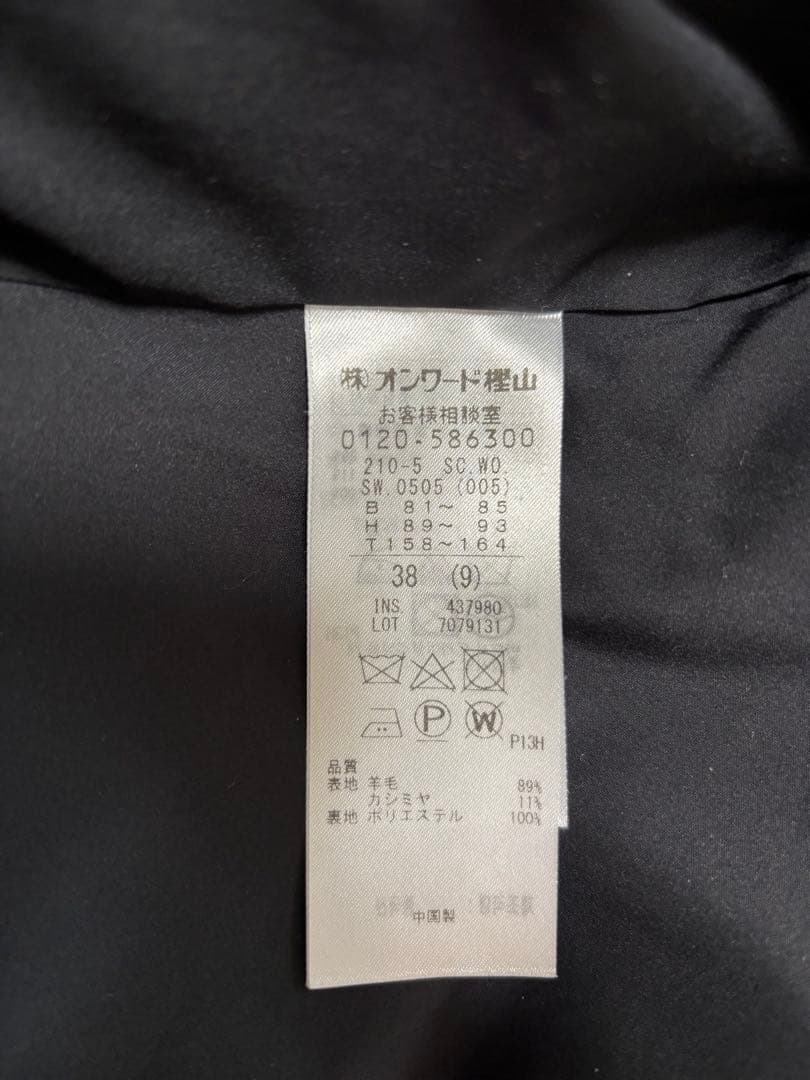 ㈱オンワード樫山
お客様相談室
0120-586300
210-5 SC.WO.
SW.0505 (005)
B 81～ 85
H 89～ 93
T158～164
38 (9)
INS 437980
LOT 7079131
P
W
P13H
品質
表地 羊毛 89%
カシミヤ 11%
裏地 ポリエステル 100%
中国製